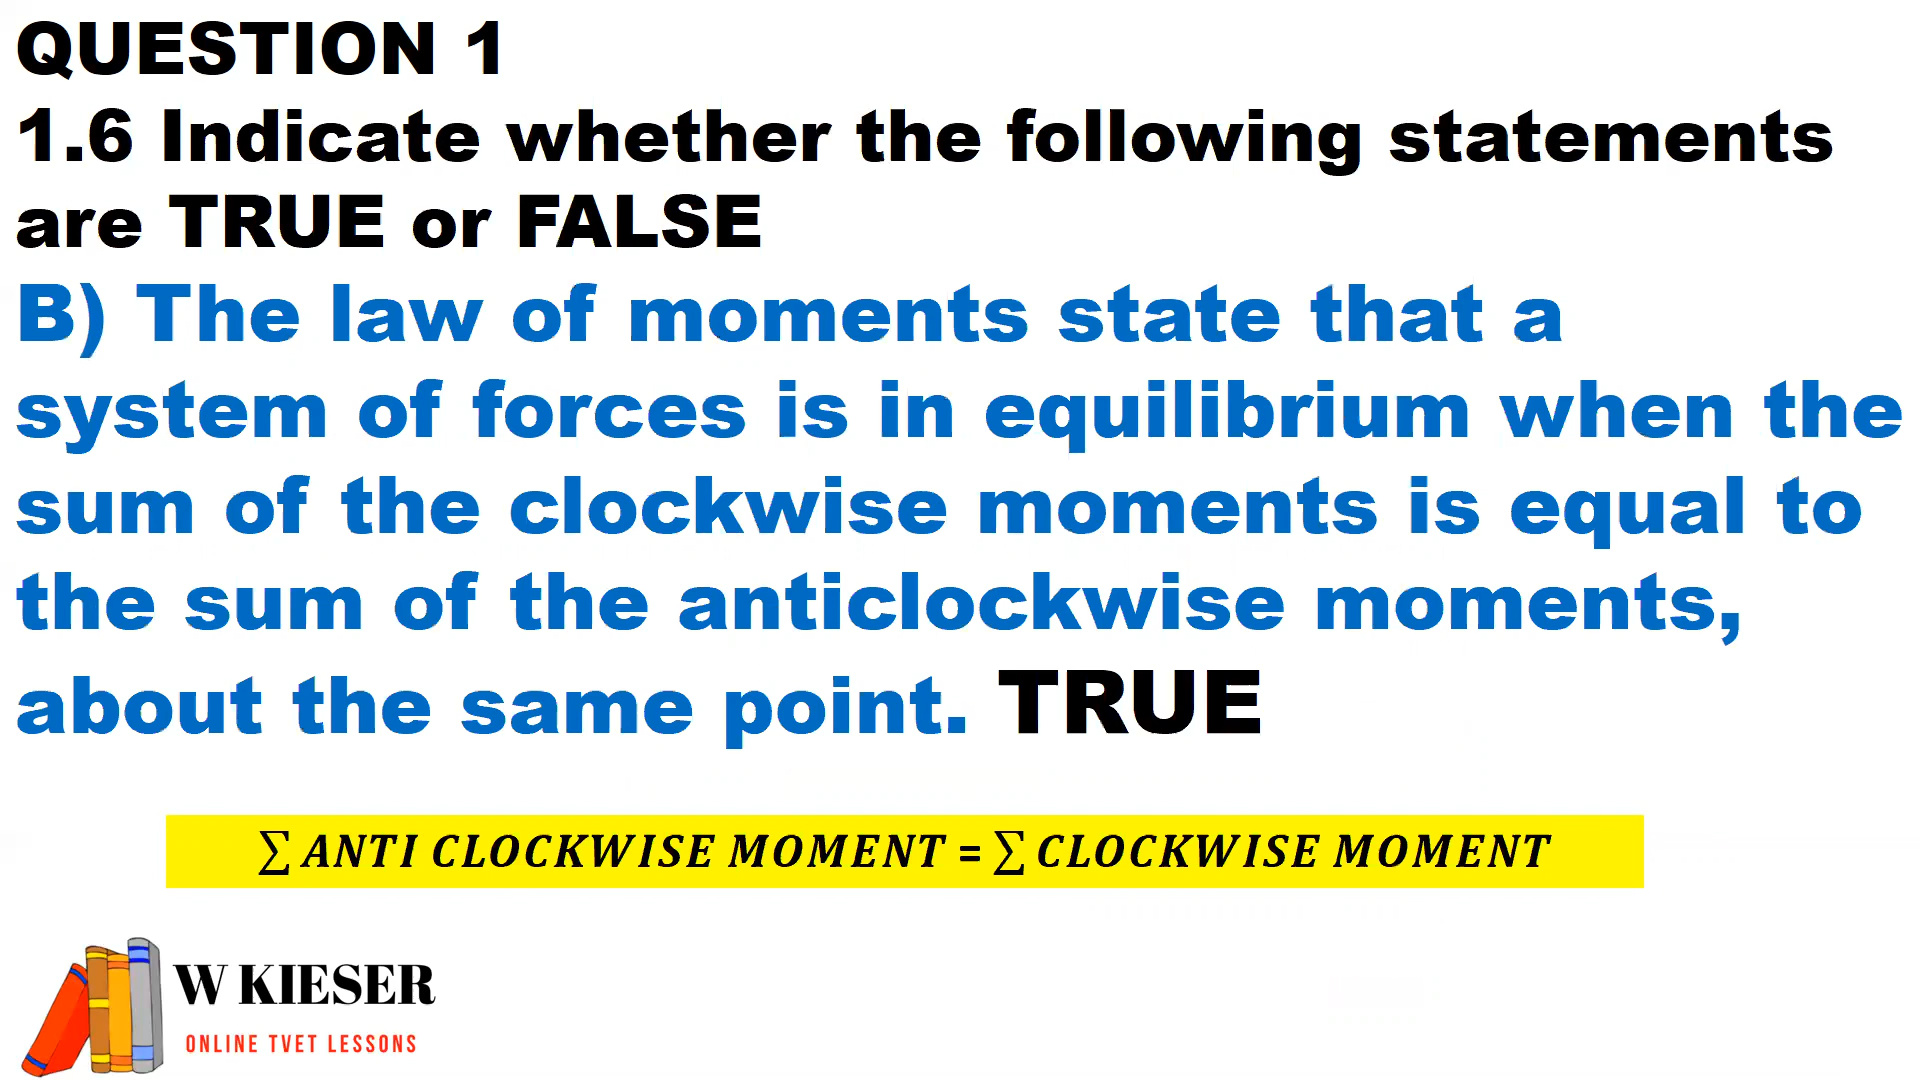 QUESTION 1
1.6 Indicate whether the following statements
are TRUE or FALSE
B) The law of moments state that a
system of forces is in equilibrium when the
sum of the clockwise moments is equal to
the sum of the anticlockwise moments,
about the same point. TRUE
∑ ANTI CLOCKWISE MOMENT = ∑ CLOCKWISE MOMENT
W KIESER
ONLINE TVET LESSONS